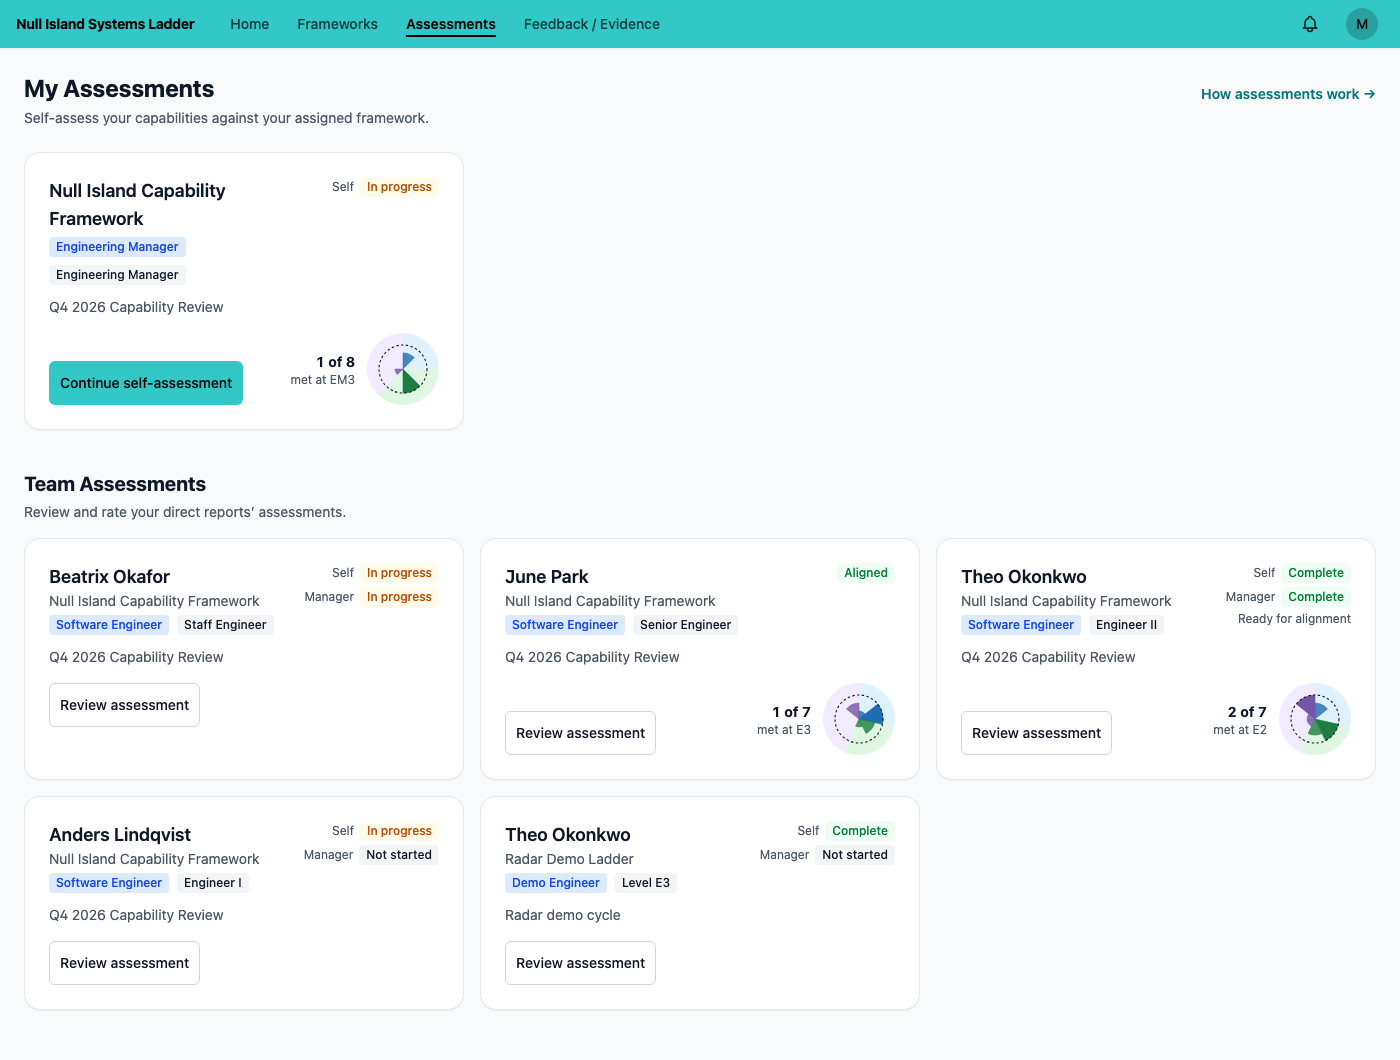 Null Island Systems Ladder
Home
Frameworks
Assessments
Feedback / Evidence
M
My Assessments
How assessments work →
Self-assess your capabilities against your assigned framework.
Null Island Capability
Framework
Self In progress
Engineering Manager
Engineering Manager
Q4 2026 Capability Review
Continue self-assessment
1 of 8
met at EM3
Team Assessments
Review and rate your direct reports’ assessments.
Beatrix Okafor
Self In progress
Null Island Capability Framework
Manager In progress
Software Engineer Staff Engineer
Q4 2026 Capability Review
Review assessment
June Park
Aligned
Null Island Capability Framework
Software Engineer Senior Engineer
Q4 2026 Capability Review
Review assessment
1 of 7
met at E3
Theo Okonkwo
Self Complete
Null Island Capability Framework
Manager Complete
Ready for alignment
Software Engineer Engineer II
Q4 2026 Capability Review
Review assessment
2 of 7
met at E2
Anders Lindqvist
Self In progress
Null Island Capability Framework
Manager Not started
Software Engineer Engineer I
Q4 2026 Capability Review
Review assessment
Theo Okonkwo
Self Complete
Radar Demo Ladder
Manager Not started
Demo Engineer Level E3
Radar demo cycle
Review assessment